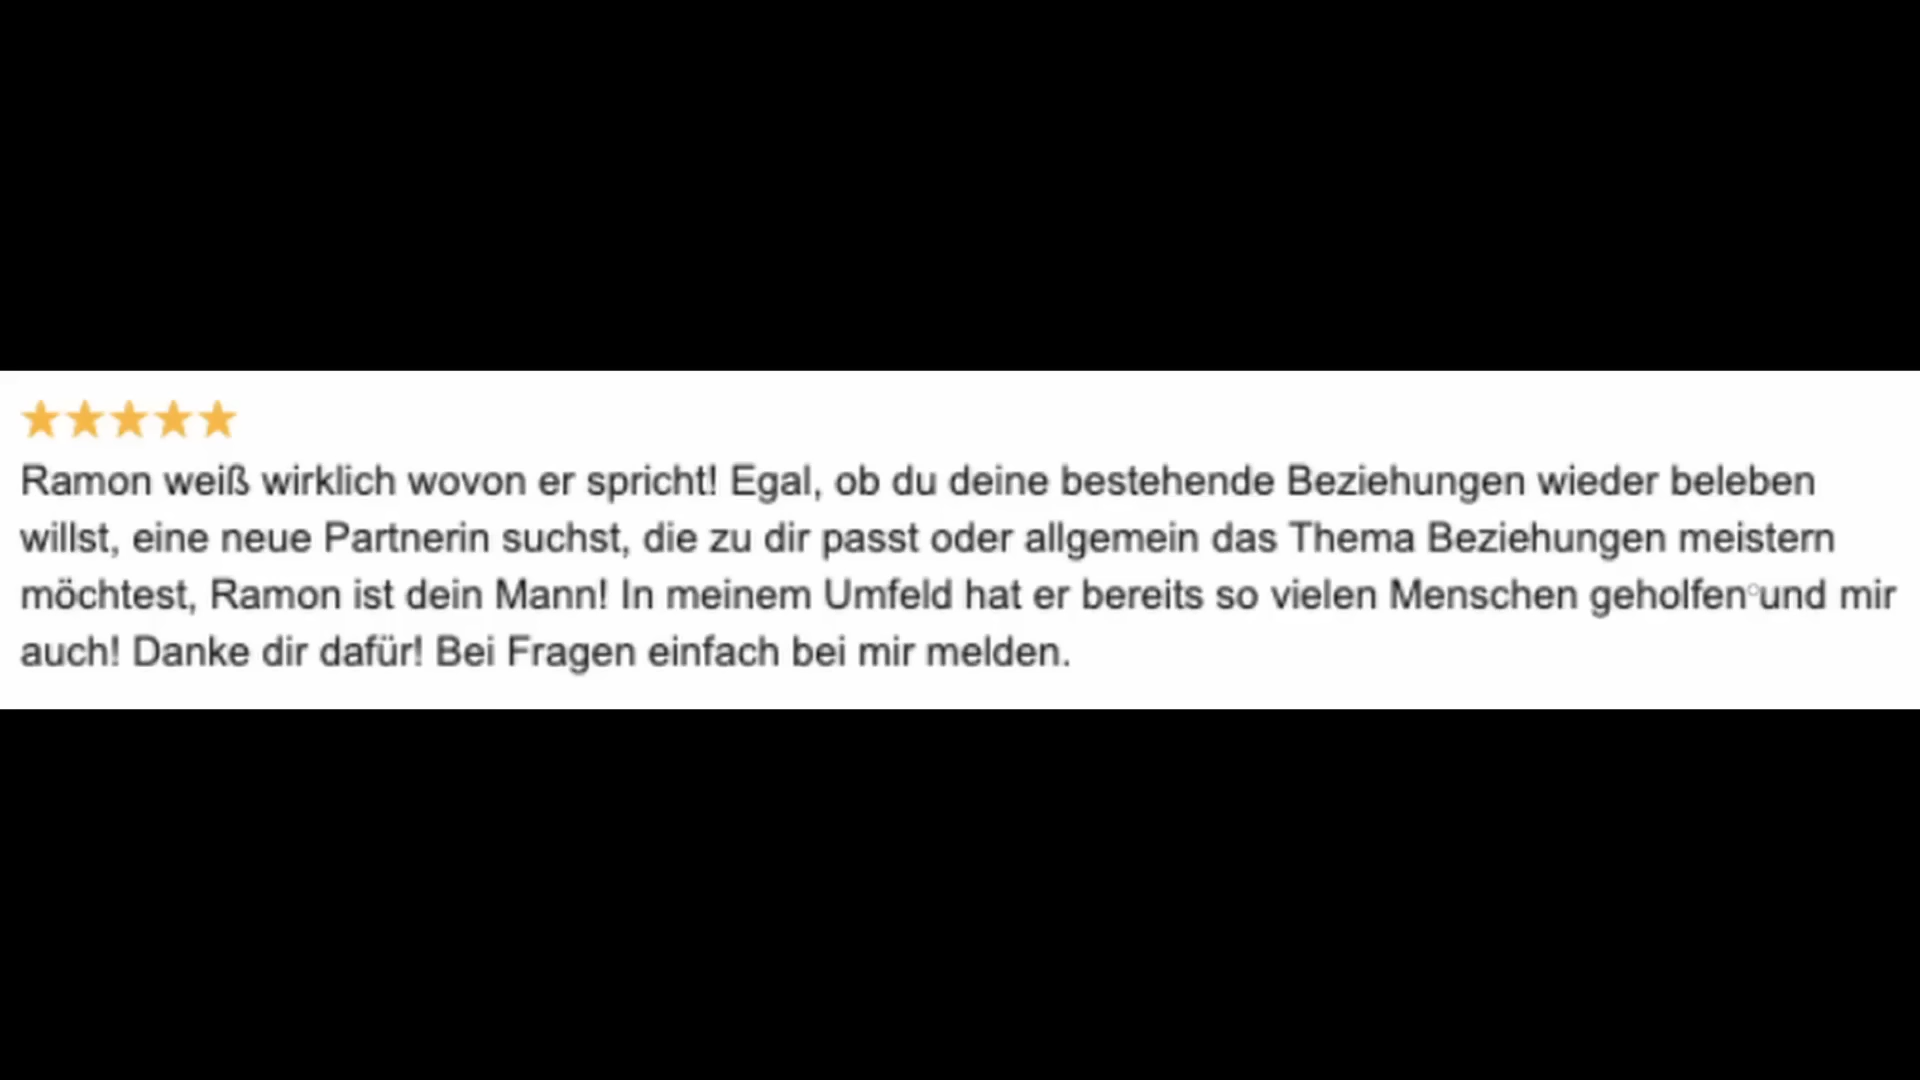 Ramon weiß wirklich wovon er spricht! Egal, ob du deine bestehende Beziehungen wieder beleben
willst, eine neue Partnerin suchst, die zu dir passt oder allgemein das Thema Beziehungen meistern
möchtest, Ramon ist dein Mann! In meinem Umfeld hat er bereits so vielen Menschen geholfen und mir
auch! Danke dir dafür! Bei Fragen einfach bei mir melden.